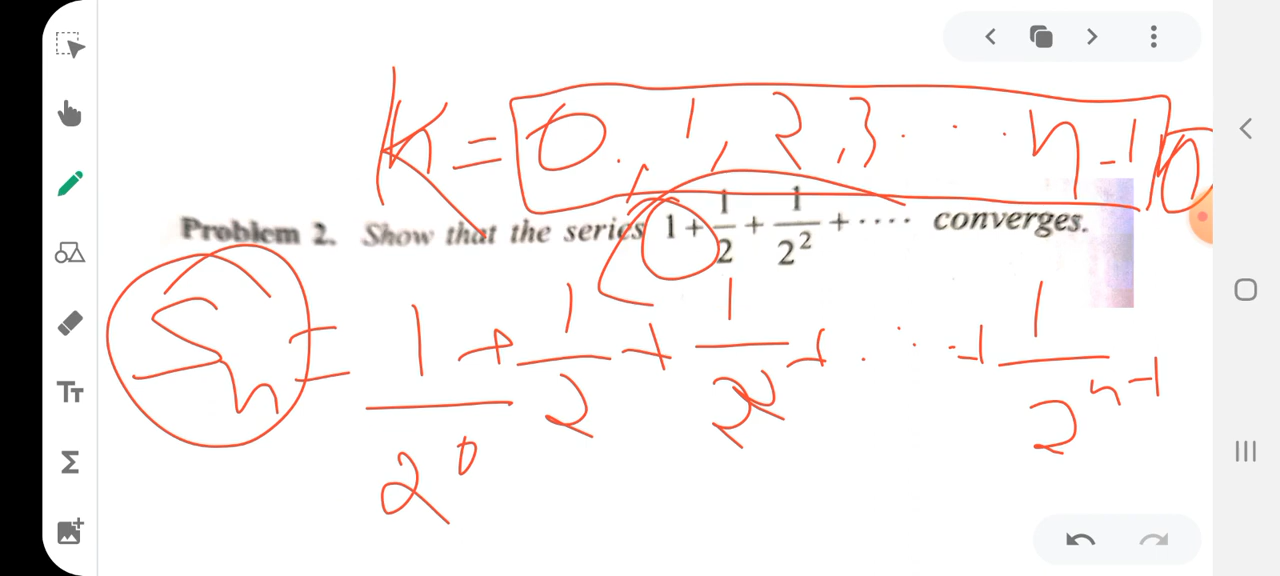 K = 0, 1, 2, 3 . . . n-1, n
Problem 2. Show that the series 1 + 1/2 + 1/2² + ···· converges.
Sn = 1/2⁰ + 1/2 + 1/2² + . . . + 1/2ⁿ⁻¹
Tт
Σ